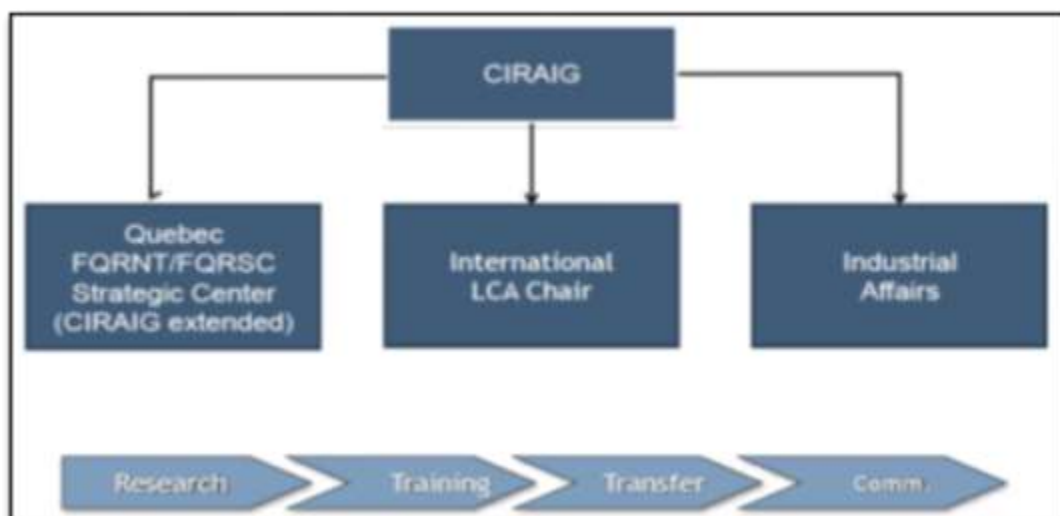 CIRAIG
Quebec
FQRNT/FQRSC
Strategic Center
(CIRAIG extended)
International
LCA Chair
Industrial
Affairs
Research
Training
Transfer
Comm.